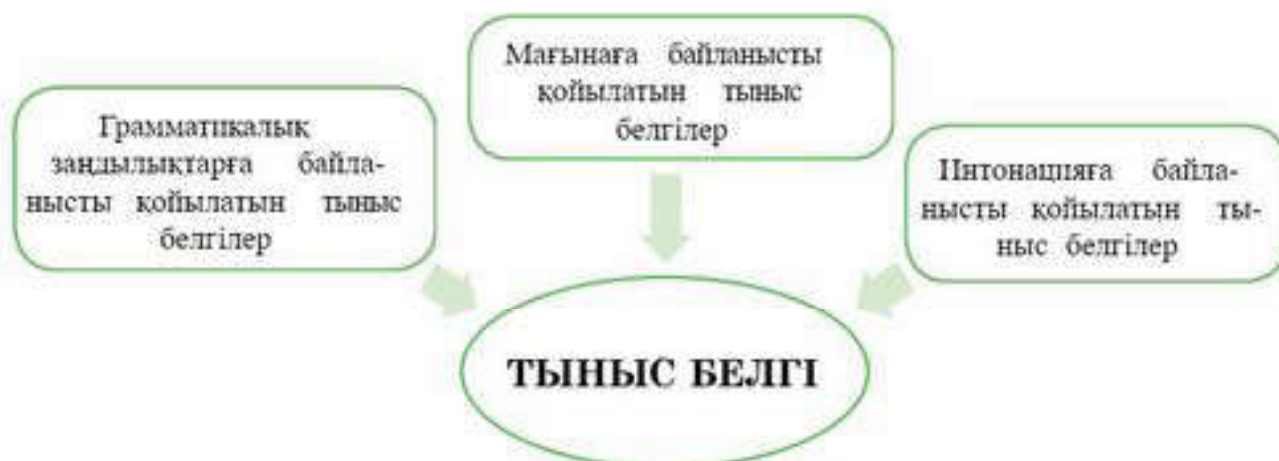 Грамматикалық
заңдылықтарға байла-
нысты қойылатын тыныс
белгілер
Мағынаға байланысты
қойылатын тыныс
белгілер
Интонацияға байла-
нысты қойылатын ты-
ныс белгілер
ТЫНЫС БЕЛГІ